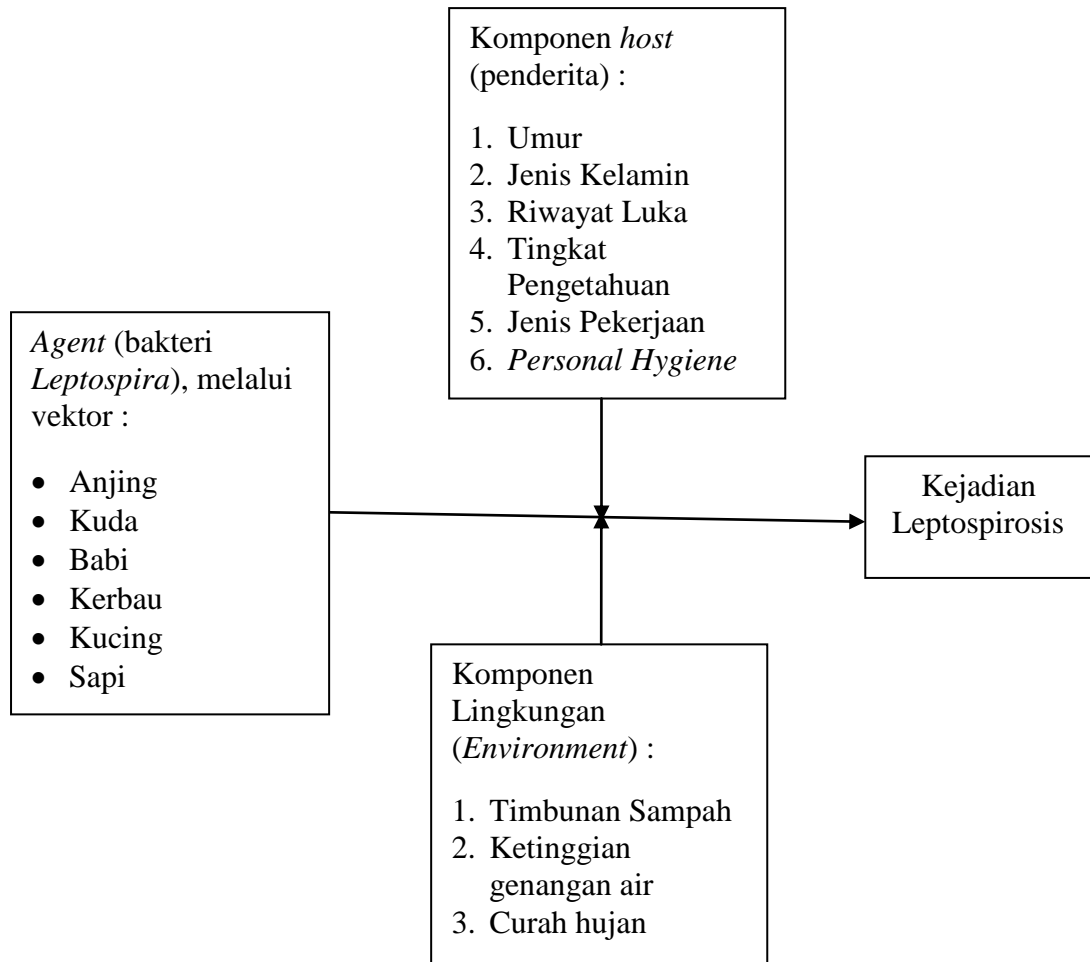 Komponen host
(penderita) :
1. Umur
2. Jenis Kelamin
3. Riwayat Luka
4. Tingkat
Pengetahuan
5. Jenis Pekerjaan
6. Personal Hygiene
Agent (bakteri
Leptospira), melalui
vektor :
• Anjing
• Kuda
• Babi
• Kerbau
• Kucing
• Sapi
Kejadian
Leptospirosis
Komponen
Lingkungan
(Environment) :
1. Timbunan Sampah
2. Ketinggian
genangan air
3. Curah hujan